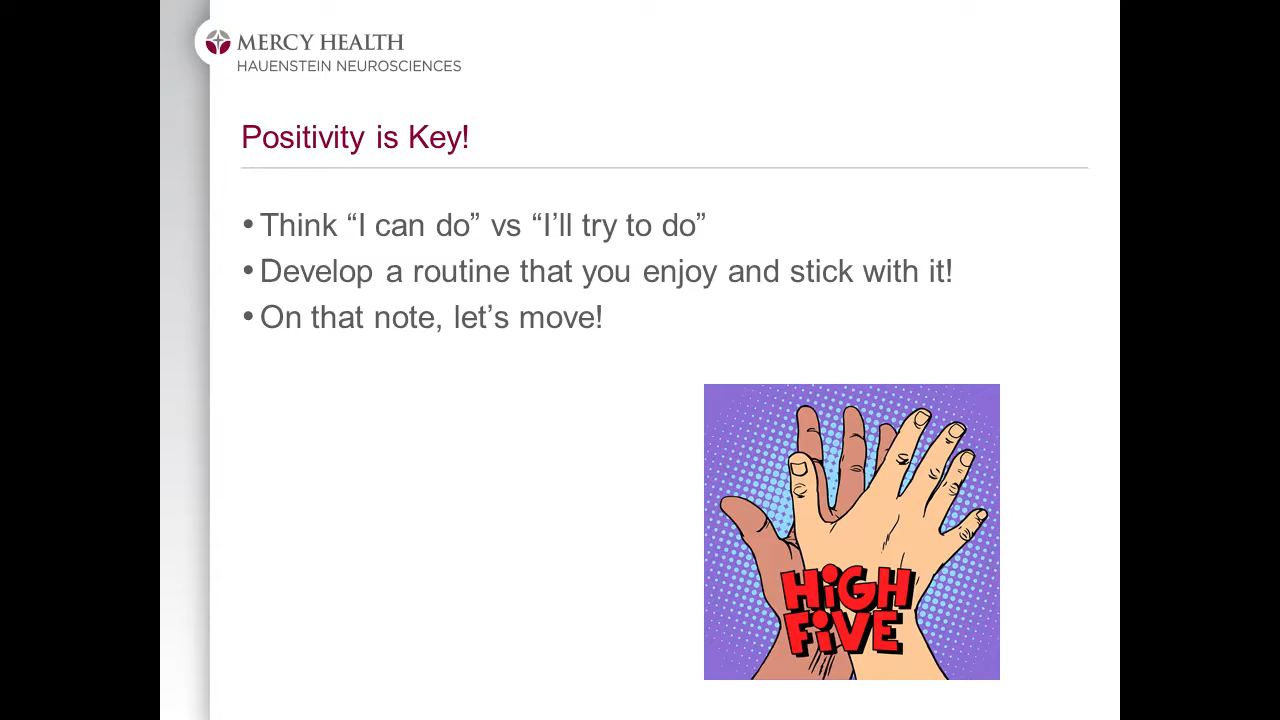 MERCY HEALTH
HAUENSTEIN NEUROSCIENCES
Positivity is Key!
• Think “I can do” vs “I’ll try to do”
• Develop a routine that you enjoy and stick with it!
• On that note, let’s move!
HiGH
FiVE